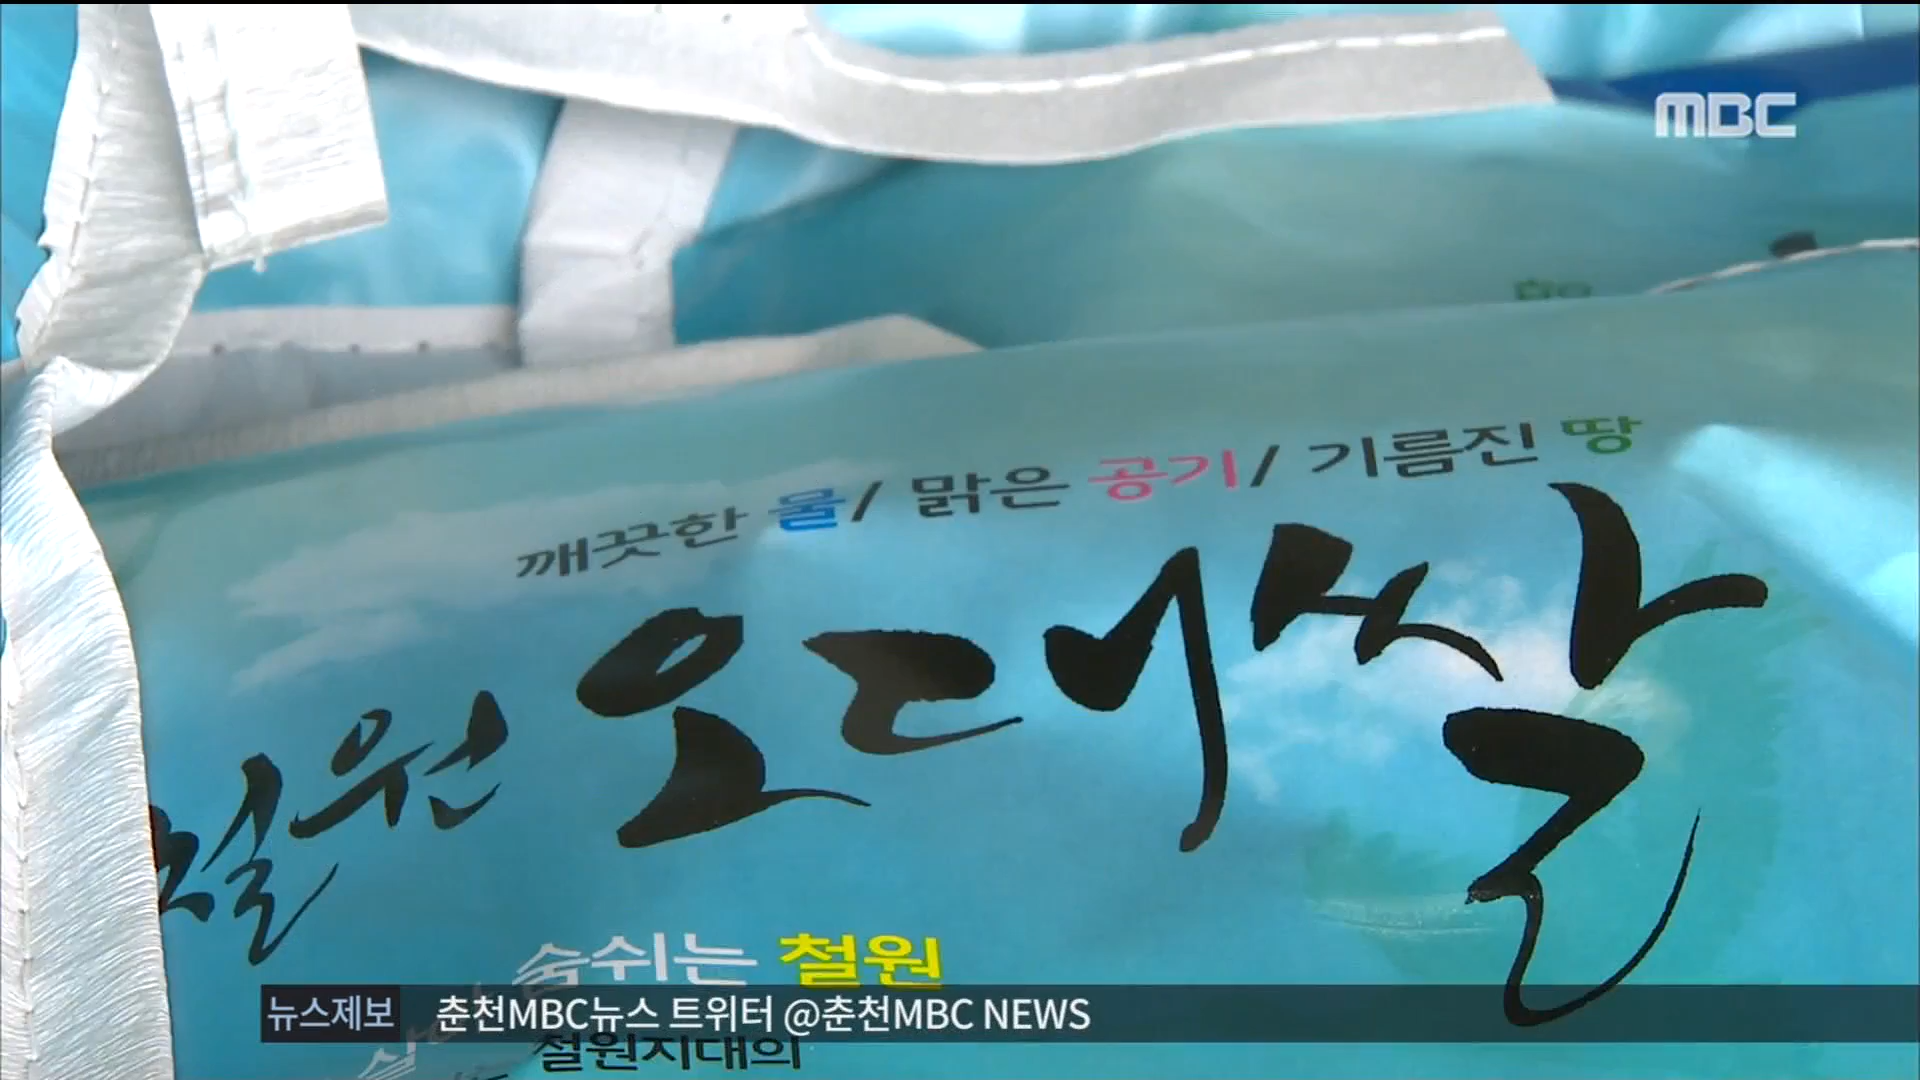 MBC
깨끗한 물/ 맑은 공기/ 기름진 땅
철원 오대쌀
숨쉬는 철원
뉴스제보 춘천MBC뉴스 트위터 @춘천MBC NEWS
철원지대의